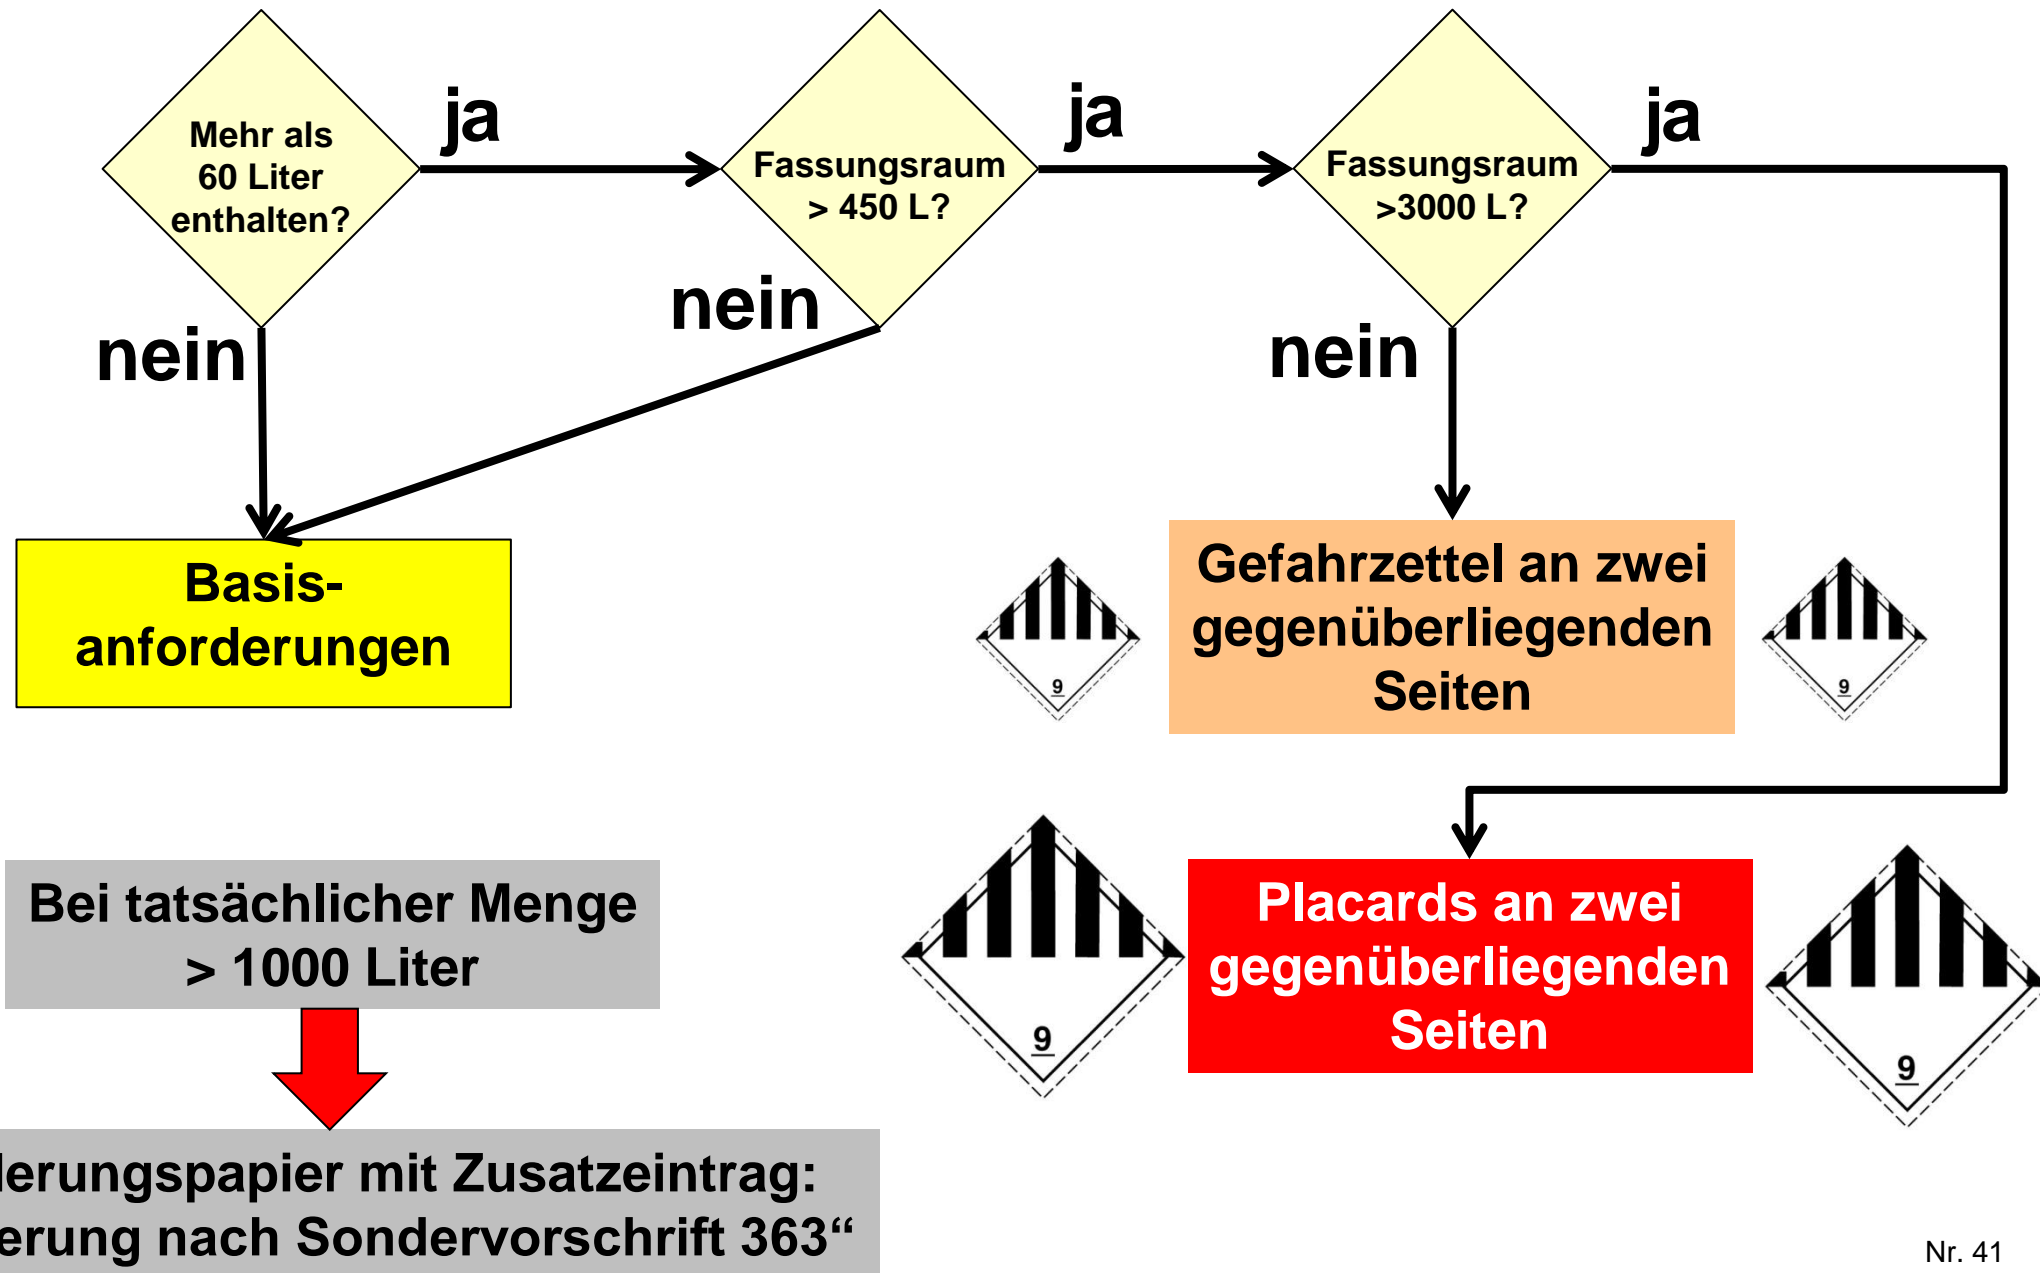 Mehr als
60 Liter
enthalten?
ja
Fassungsraum
> 450 L?
ja
Fassungsraum
>3000 L?
ja
nein
nein
nein
Basis-
anforderungen
Gefahrzettel an zwei
gegenüberliegenden
Seiten
9
9
Bei tatsächlicher Menge
> 1000 Liter
Placards an zwei
gegenüberliegenden
Seiten
9
9
mit Zusatzeintrag:
nach Sondervorschrift 363“
Nr. 41